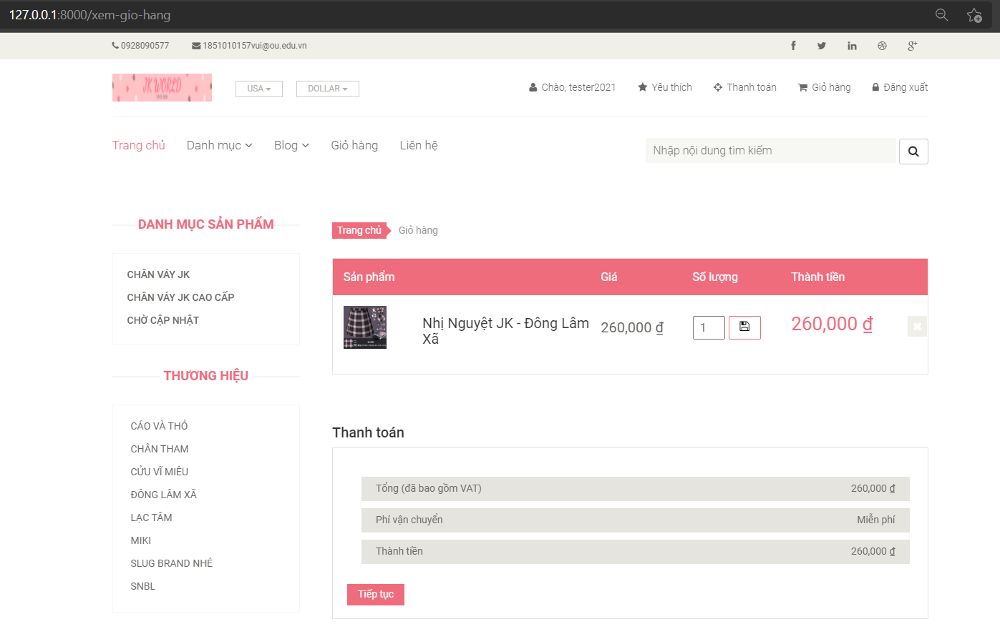 127.0.0.1:8000/xem-gio-hang
0928090577 1851010157vui@ou.edu.vn
JK WORLD USA DOLLAR Chào, tester2021 Yêu thích Thanh toán Giỏ hàng Đăng xuất
Trang chủ Danh mục Blog Giỏ hàng Liên hệ Nhập nội dung tìm kiếm
DANH MỤC SẢN PHẨM
CHÂN VÁY JK
CHÂN VÁY JK CAO CẤP
CHỜ CẬP NHẬT
THƯƠNG HIỆU
CÁO VÀ THỎ
CHÂN THAM
CỬU VĨ MIÊU
ĐÔNG LÂM XÃ
LẠC TÂM
MIKI
SLUG BRAND NHÉ
SNBL
Trang chủ Giỏ hàng
Sản phẩm Giá Số lượng Thành tiền
Nhị Nguyệt JK - Đông Lâm
Xã
260,000 ₫ 1 260,000 ₫
Thanh toán
Tổng (đã bao gồm VAT) 260,000 ₫
Phí vận chuyển Miễn phí
Thành tiền 260,000 ₫
Tiếp tục